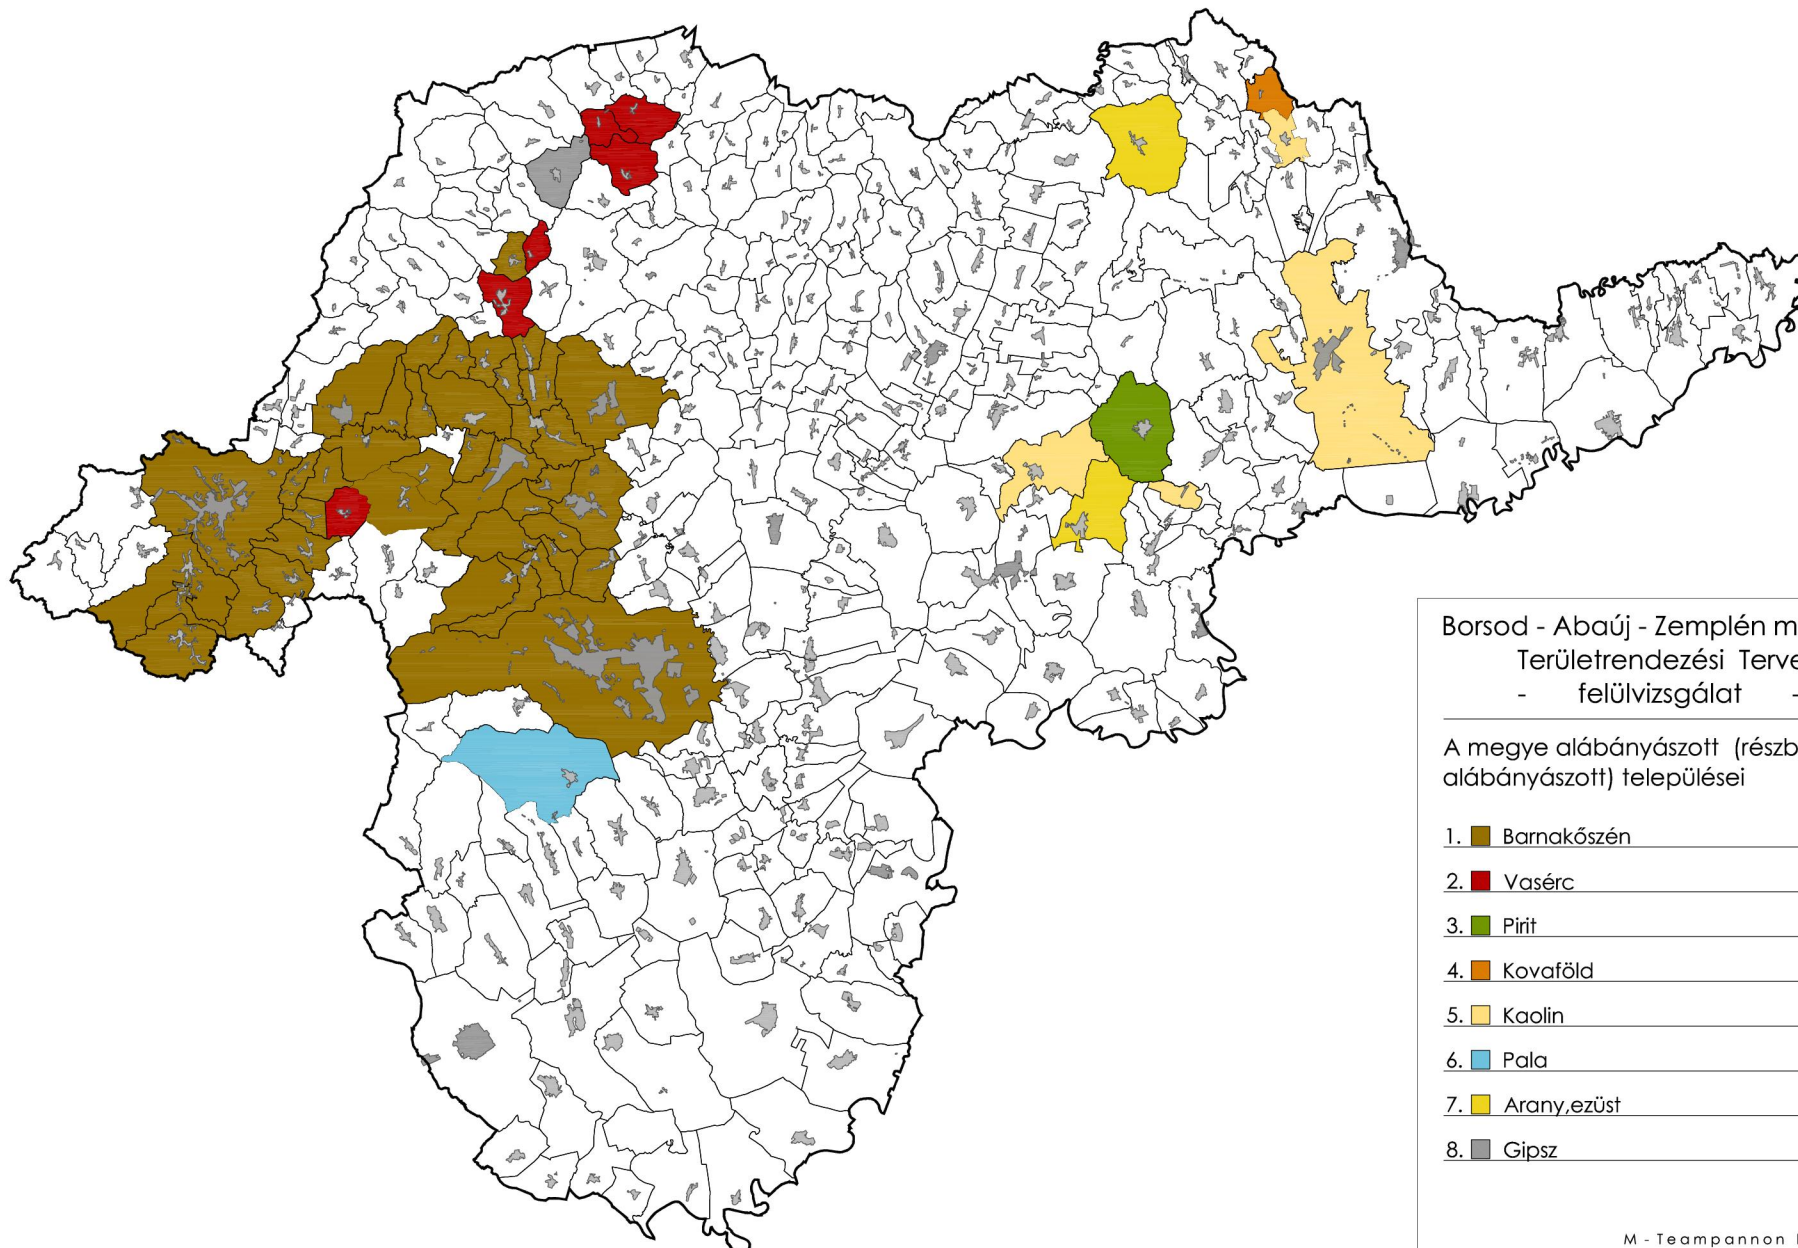 Borsod - Abaúj - Zemplén m
Területrendezési Terve
- felülvizsgálat -
A megye alábányászott (részb
alábányászott) települései
1. Barnakőszén
2. Vasérc
3. Pirit
4. Kovaföld
5. Kaolin
6. Pala
7. Arany,ezüst
8. Gipsz
M - Teampannon